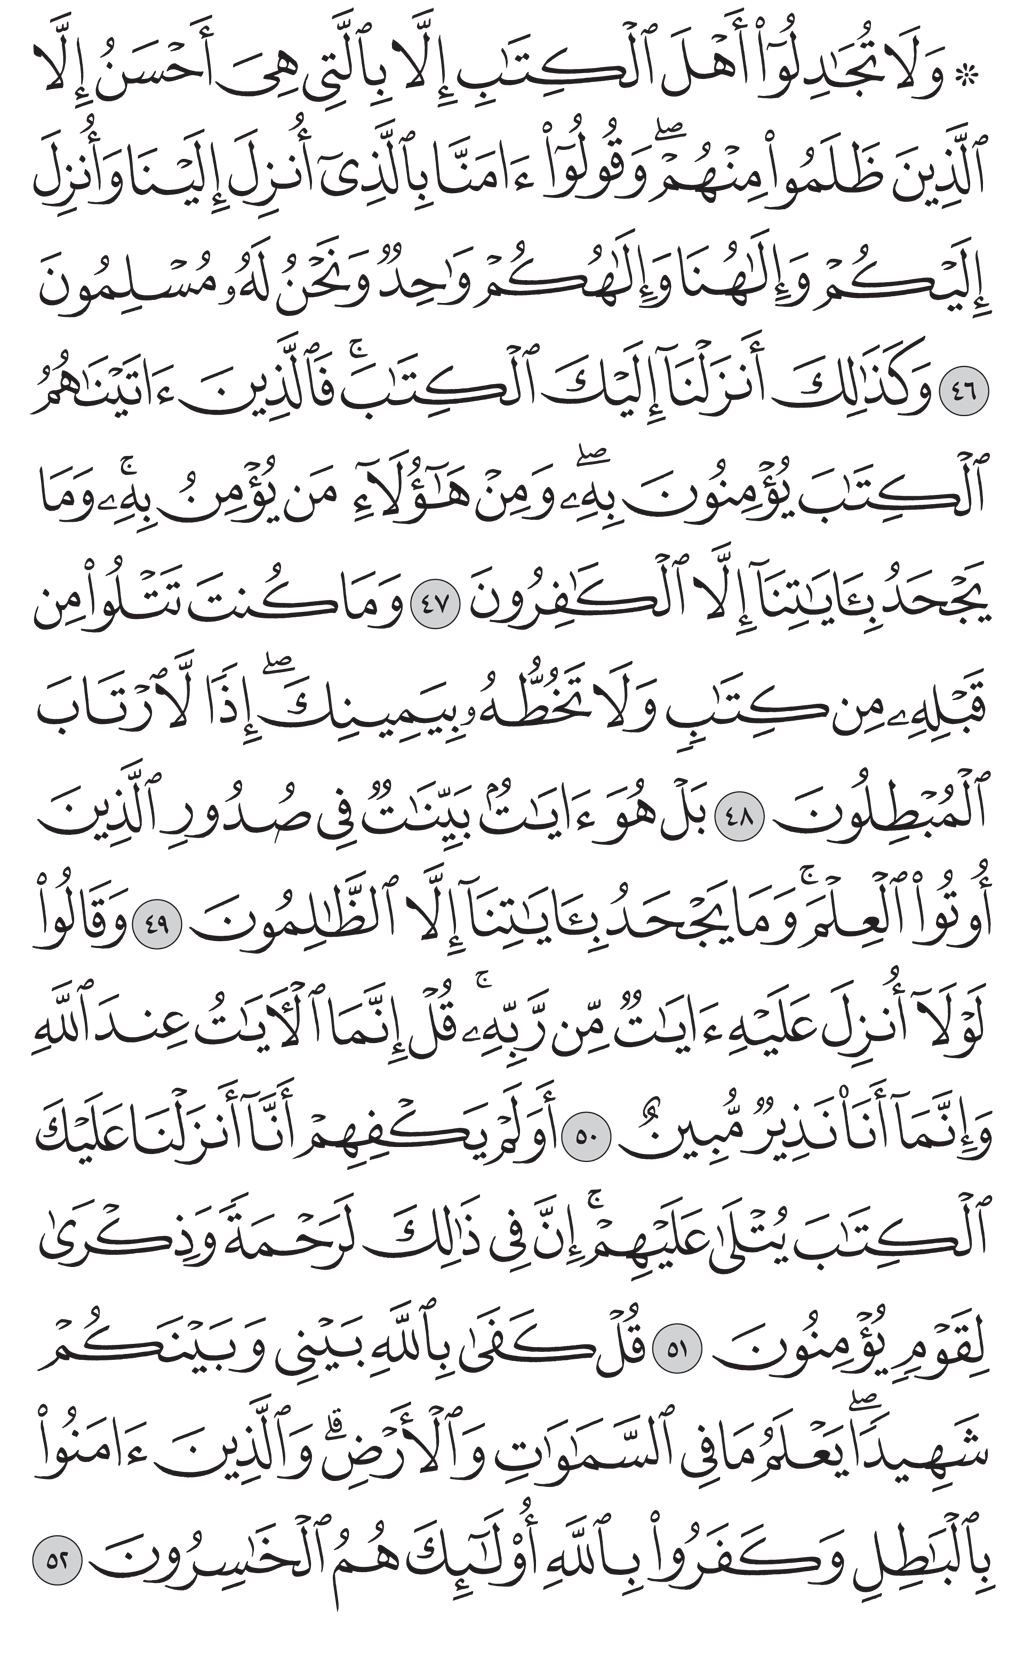 ۞ وَلَا تُجَٰدِلُوٓا۟ أَهْلَ ٱلْكِتَٰبِ إِلَّا بِٱلَّتِى هِىَ أَحْسَنُ إِلَّا
ٱلَّذِينَ ظَلَمُوا۟ مِنْهُمْ ۖ وَقُولُوٓا۟ ءَامَنَّا بِٱلَّذِىٓ أُنزِلَ إِلَيْنَا وَأُنزِلَ
إِلَيْكُمْ وَإِلَٰهُنَا وَإِلَٰهُكُمْ وَٰحِدٌ وَنَحْنُ لَهُۥ مُسْلِمُونَ
٤٦ وَكَذَٰلِكَ أَنزَلْنَآ إِلَيْكَ ٱلْكِتَٰبَ ۚ فَٱلَّذِينَ ءَاتَيْنَٰهُمُ
ٱلْكِتَٰبَ يُؤْمِنُونَ بِهِۦ ۖ وَمِنْ هَٰٓؤُلَآءِ مَن يُؤْمِنُ بِهِۦ ۚ وَمَا
يَجْحَدُ بِـَٔايَٰتِنَآ إِلَّا ٱلْكَٰفِرُونَ ٤٧ وَمَا كُنتَ تَتْلُوا۟ مِن
قَبْلِهِۦ مِن كِتَٰبٍ وَلَا تَخُطُّهُۥ بِيَمِينِكَ ۖ إِذًا لَّٱرْتَابَ
ٱلْمُبْطِلُونَ ٤٨ بَلْ هُوَ ءَايَٰتٌۢ بَيِّنَٰتٌ فِى صُدُورِ ٱلَّذِينَ
أُوتُوا۟ ٱلْعِلْمَ ۚ وَمَا يَجْحَدُ بِـَٔايَٰتِنَآ إِلَّا ٱلظَّٰلِمُونَ ٤٩ وَقَالُوا۟
لَوْلَآ أُنزِلَ عَلَيْهِ ءَايَٰتٌ مِّن رَّبِّهِۦ ۚ قُلْ إِنَّمَا ٱلْءَايَٰتُ عِندَ ٱللَّهِ
وَإِنَّمَآ أَنَا۠ نَذِيرٌ مُّبِينٌ ٥٠ أَوَلَمْ يَكْفِهِمْ أَنَّآ أَنزَلْنَا عَلَيْكَ
ٱلْكِتَٰبَ يُتْلَىٰ عَلَيْهِمْ ۚ إِنَّ فِى ذَٰلِكَ لَرَحْمَةً وَذِكْرَىٰ
لِقَوْمٍ يُؤْمِنُونَ ٥١ قُلْ كَفَىٰ بِٱللَّهِ بَيْنِى وَبَيْنَكُمْ
شَهِيدًا ۖ يَعْلَمُ مَا فِى ٱلسَّمَٰوَٰتِ وَٱلْأَرْضِ ۗ وَٱلَّذِينَ ءَامَنُوا۟
بِٱلْبَٰطِلِ وَكَفَرُوا۟ بِٱللَّهِ أُو۟لَٰٓئِكَ هُمُ ٱلْخَٰسِرُونَ ٥٢